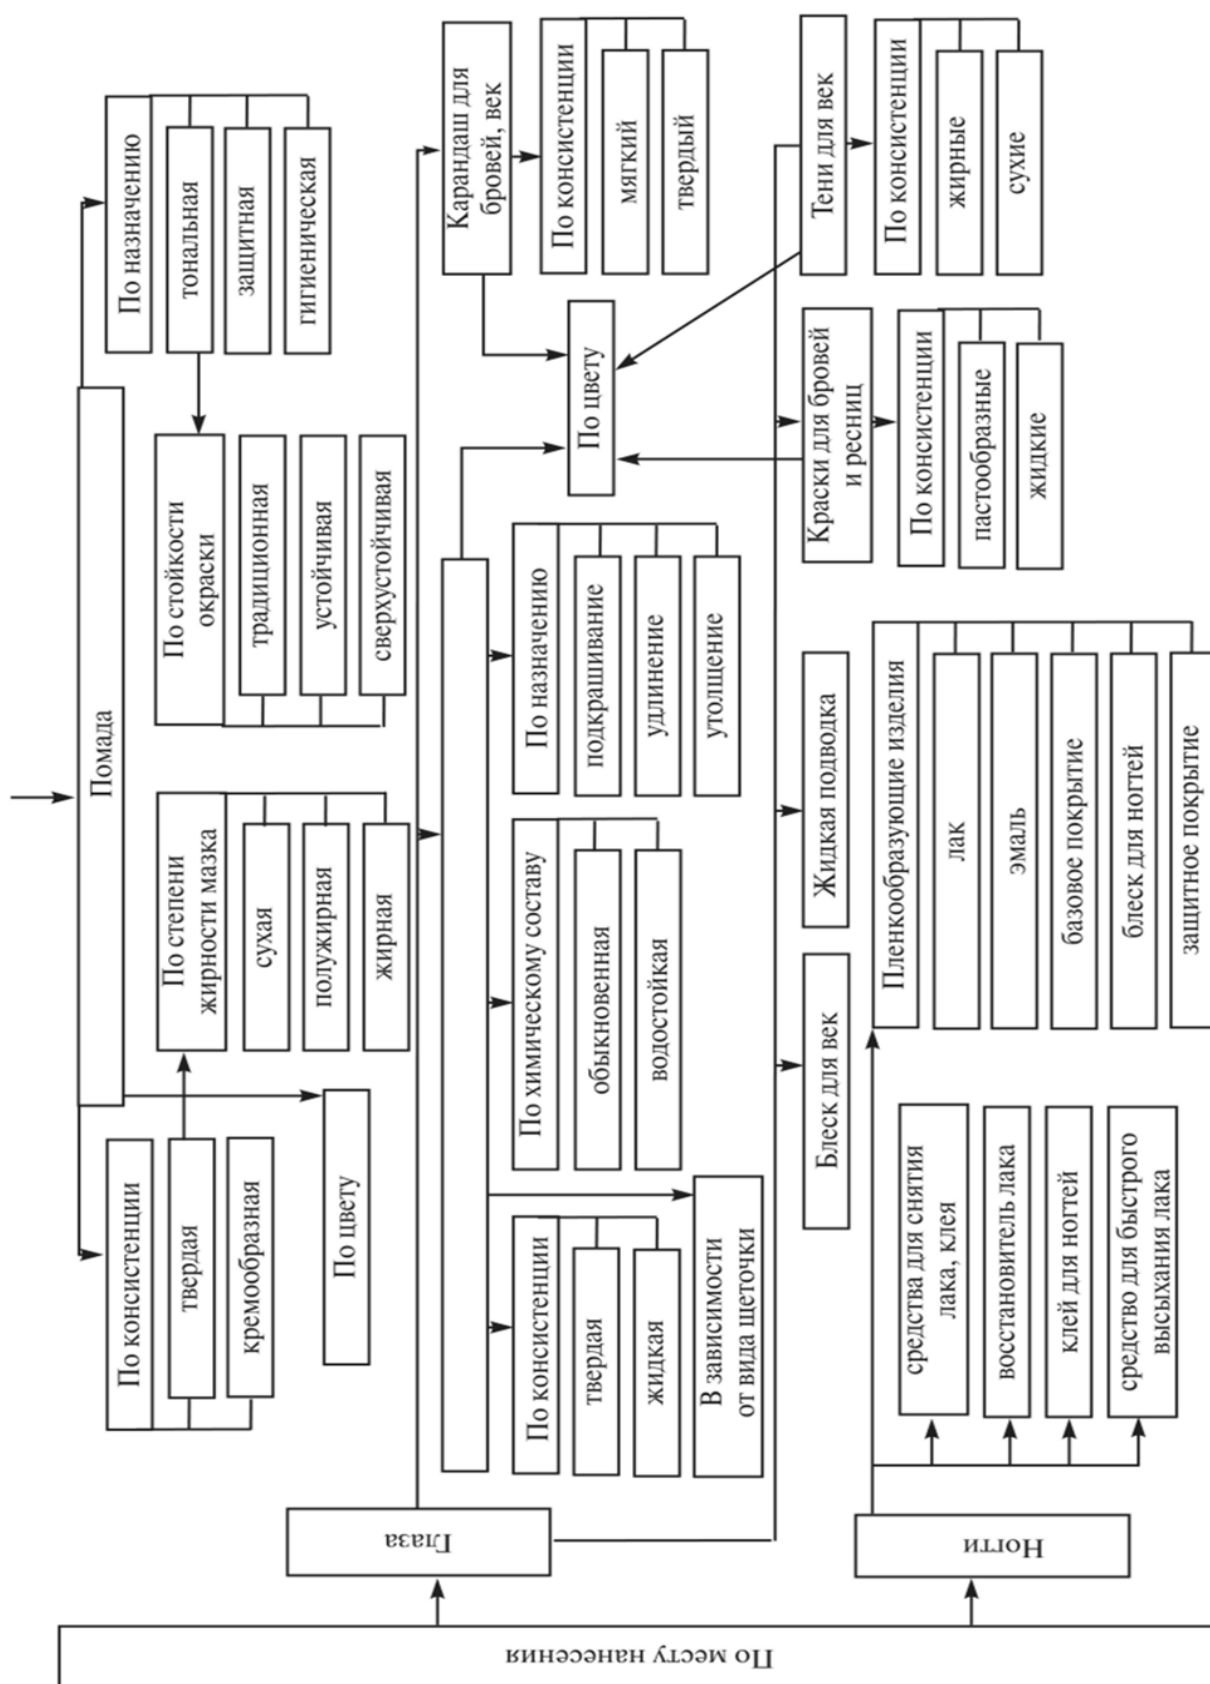 По месту нанесения
Глаза
Ногти
Помада
По консистенции
твердая
кремообразная
По цвету
По степени
жирности мазка
сухая
полужирная
жирная
По стойкости
окраски
традиционная
устойчивая
сверхустойчивая
По назначению
тональная
защитная
гигиеническая
По консистенции
твердая
жидкая
В зависимости
от вида щеточки
По химическому составу
обыкновенная
водостойкая
По назначению
подкрашивание
удлинение
утолщение
По цвету
Карандаш для
бровей, век
По консистенции
мягкий
твердый
Блеск для век
Жидкая подводка
Краски для бровей
и ресниц
По консистенции
пастообразные
жидкие
Тени для век
По консистенции
жирные
сухие
средства для снятия
лака, клея
восстановитель лака
клей для ногтей
средство для быстрого
высыхания лака
Пленкообразующие изделия
лак
эмаль
базовое покрытие
блеск для ногтей
защитное покрытие